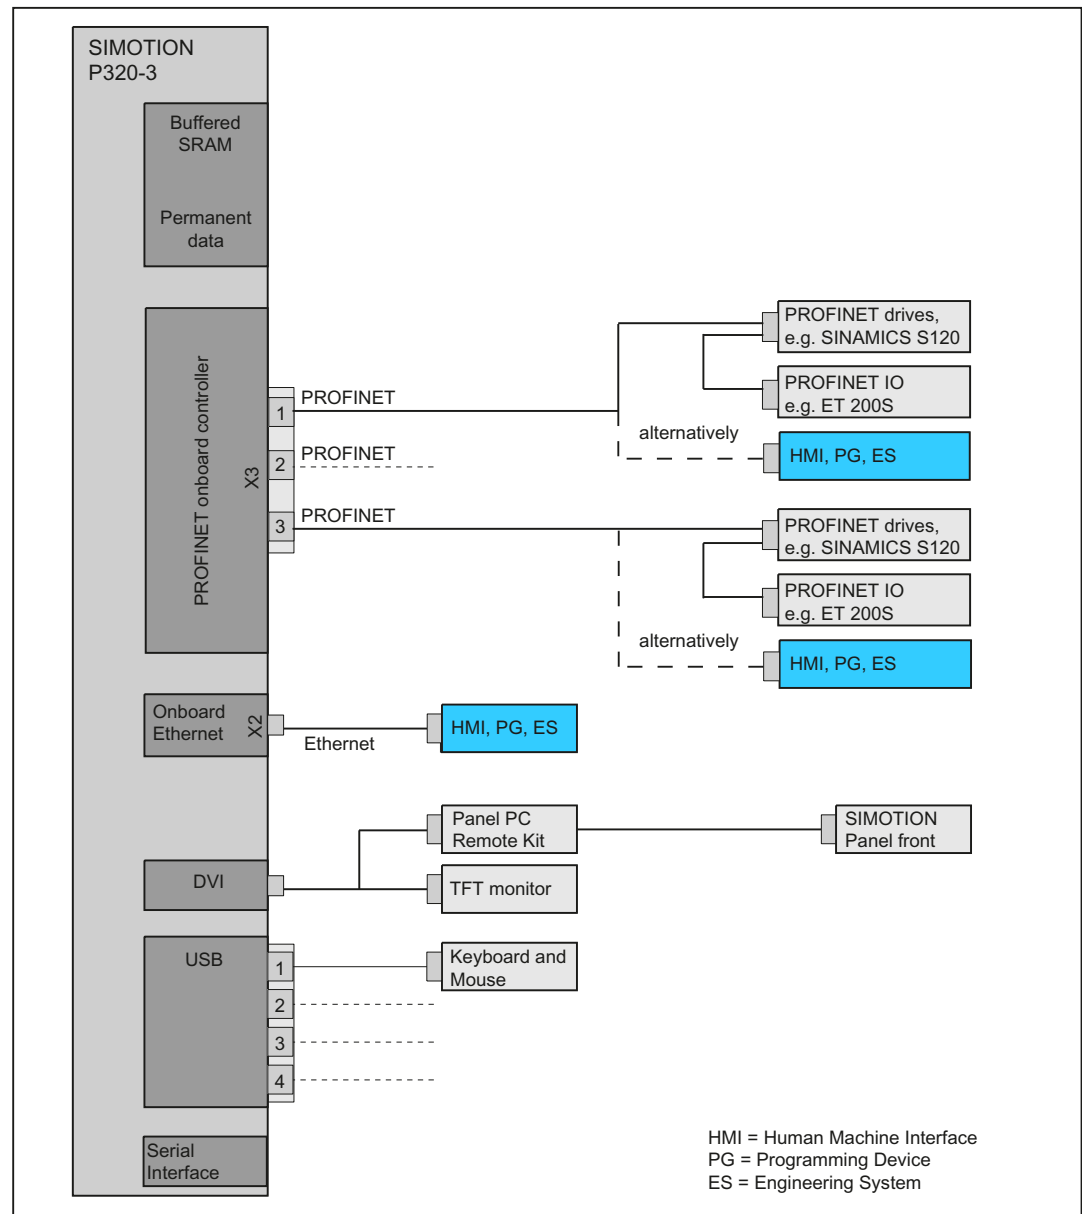 SIMOTION
P320-3
Buffered
SRAM
Permanent
data
PROFINET onboard controller
X3
1
PROFINET
2
PROFINET
3
PROFINET
PROFINET drives,
e.g. SINAMICS S120
PROFINET IO
e.g. ET 200S
alternatively
HMI, PG, ES
PROFINET drives,
e.g. SINAMICS S120
PROFINET IO
e.g. ET 200S
alternatively
HMI, PG, ES
Onboard
Ethernet
X2
Ethernet
HMI, PG, ES
Panel PC
Remote Kit
SIMOTION
Panel front
DVI
TFT monitor
USB
1
Keyboard and
Mouse
2
3
4
Serial
Interface
HMI = Human Machine Interface
PG = Programming Device
ES = Engineering System